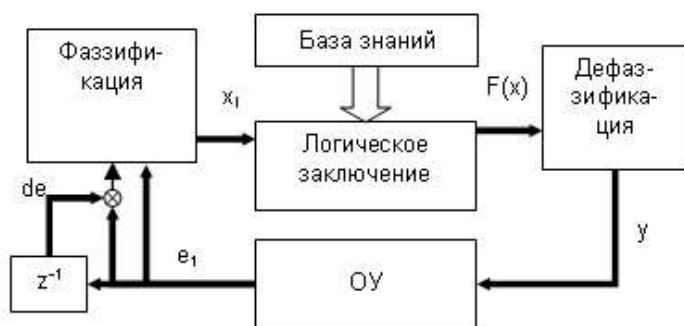 База знаний
Фаззифи-
кация
Дефаз-
зифика-
ция
F(x)
x₁
Логическое
заключение
de
y
e₁
z⁻¹
ОУ